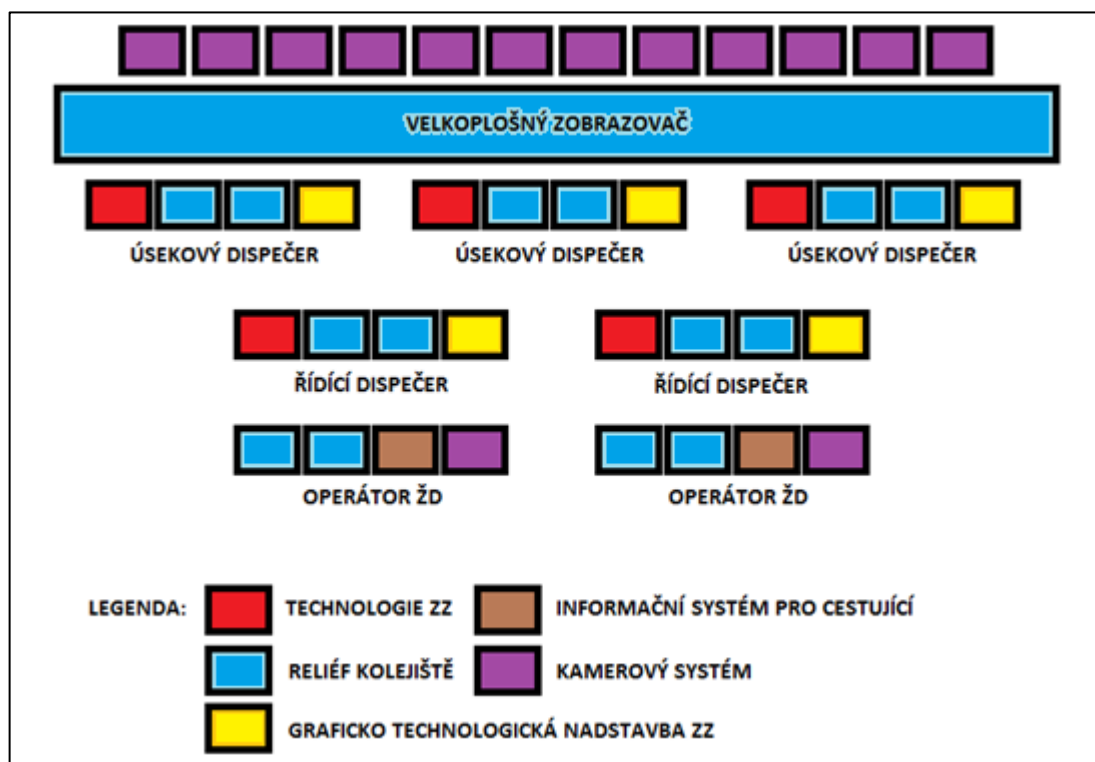 VELKOPLOŠNÝ ZOBRAZOVAČ
ÚSEKOVÝ DISPEČER
ÚSEKOVÝ DISPEČER
ÚSEKOVÝ DISPEČER
ŘÍDÍCÍ DISPEČER
ŘÍDÍCÍ DISPEČER
OPERÁTOR ŽD
OPERÁTOR ŽD
LEGENDA:
TECHNOLOGIE ZZ
INFORMAČNÍ SYSTÉM PRO CESTUJÍCÍ
RELIÉF KOLEJIŠTĚ
KAMEROVÝ SYSTÉM
GRAFICKO TECHNOLOGICKÁ NADSTAVBA ZZ